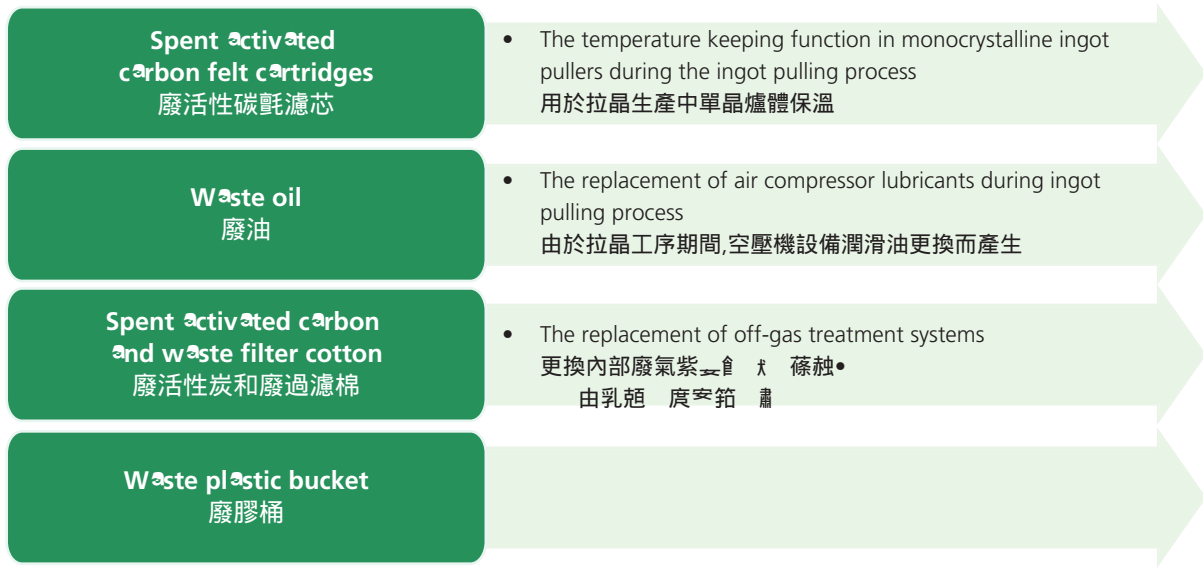 Spent activated
carbon felt cartridges
廢活性碳氈濾芯
• The temperature keeping function in monocrystalline ingot
pullers during the ingot pulling process
用於拉晶生產中單晶爐體保溫
Waste oil
廢油
• The replacement of air compressor lubricants during ingot
pulling process
由於拉晶工序期間,空壓機設備潤滑油更換而產生
Spent activated carbon
and waste filter cotton
廢活性炭和廢過濾棉
• The replacement of off-gas treatment systems
更換內部廢氣紫
Waste plastic bucket
廢膠桶